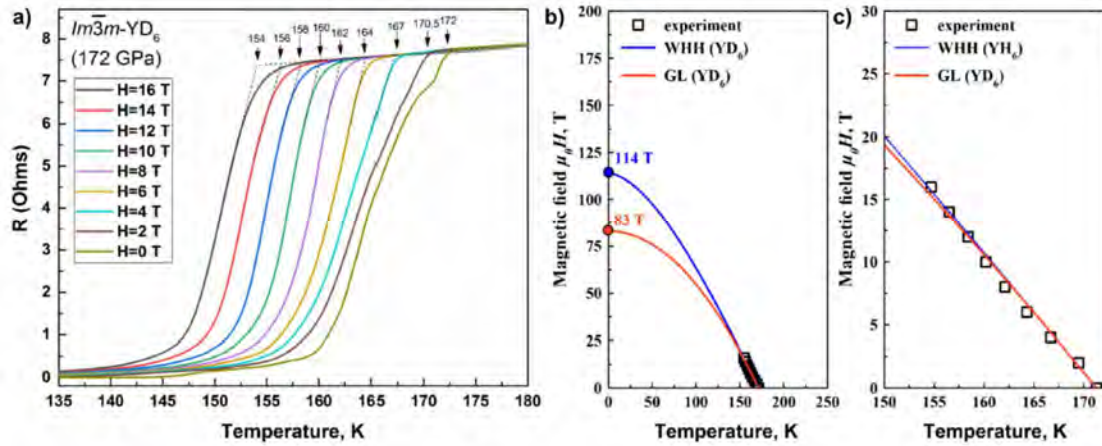 a)
Im3̅m-YD6
(172 GPa)
H=16 T
H=14 T
H=12 T
H=10 T
H=8 T
H=6 T
H=4 T
H=2 T
H=0 T
154
156
158
160
162
164
167
170.5
172
R (Ohms)
8
7
6
5
4
3
2
1
0
135 140 145 150 155 160 165 170 175 180
Temperature, K
b)
experiment
WHH (YD6)
GL (YD6)
114 T
83 T
Magnetic field μ0H, T
200
175
150
125
100
75
50
25
0
0 50 100 150 200 250
Temperature, K
c)
experiment
WHH (YH6)
GL (YD6)
Magnetic field μ0H, T
30
25
20
15
10
5
0
150 155 160 165 170
Temperature, K